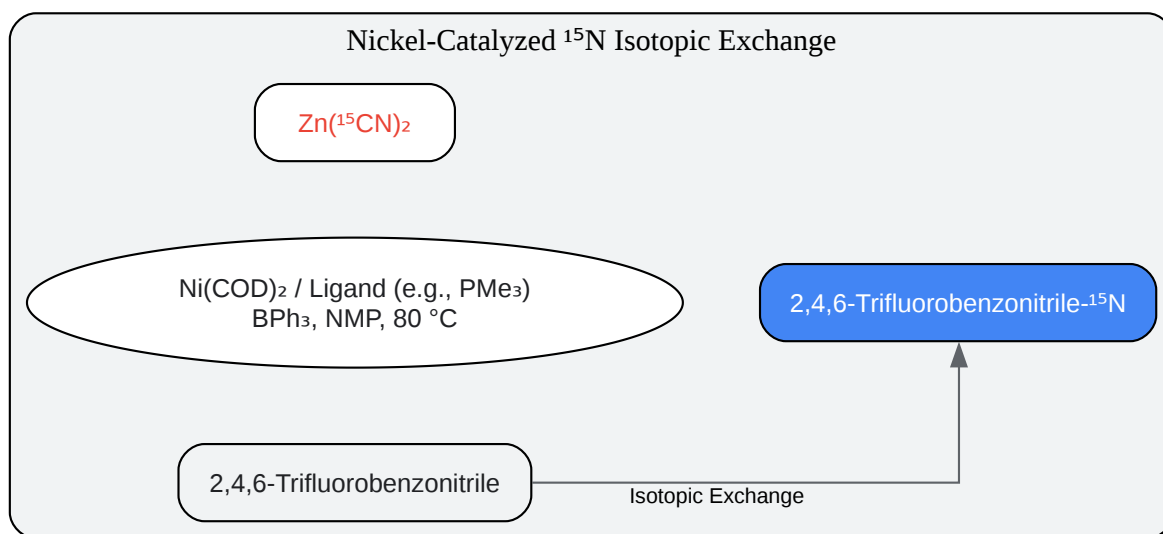 Nickel-Catalyzed ¹⁵N Isotopic Exchange
Zn(¹⁵CN)₂
Ni(COD)₂ / Ligand (e.g., PMe₃)
BPh₃, NMP, 80 °C
2,4,6-Trifluorobenzonitrile-¹⁵N
2,4,6-Trifluorobenzonitrile
Isotopic Exchange